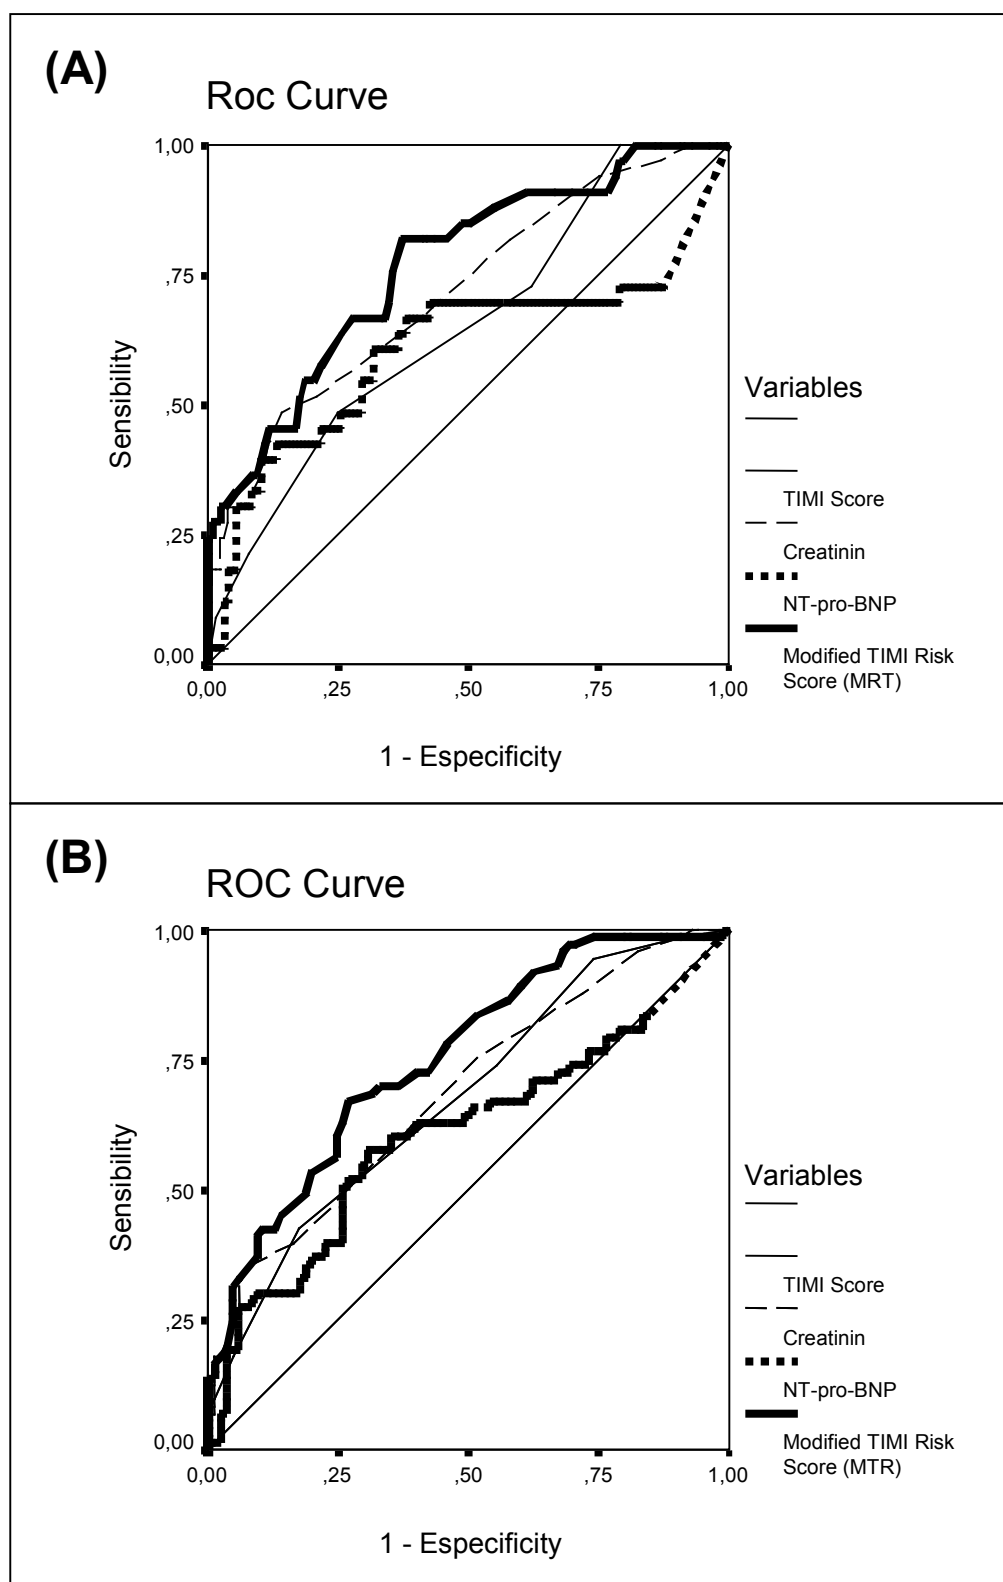 (A)
Roc Curve
1,00
,75
,50
,25
0,00
Sensibility
0,00
,25
,50
,75
1,00
1 - Especificity
Variables
TIMI Score
Creatinin
NT-pro-BNP
Modified TIMI Risk
Score (MRT)
(B)
ROC Curve
1,00
,75
,50
,25
0,00
Sensibility
0,00
,25
,50
,75
1,00
1 - Especificity
Variables
TIMI Score
Creatinin
NT-pro-BNP
Modified TIMI Risk
Score (MTR)